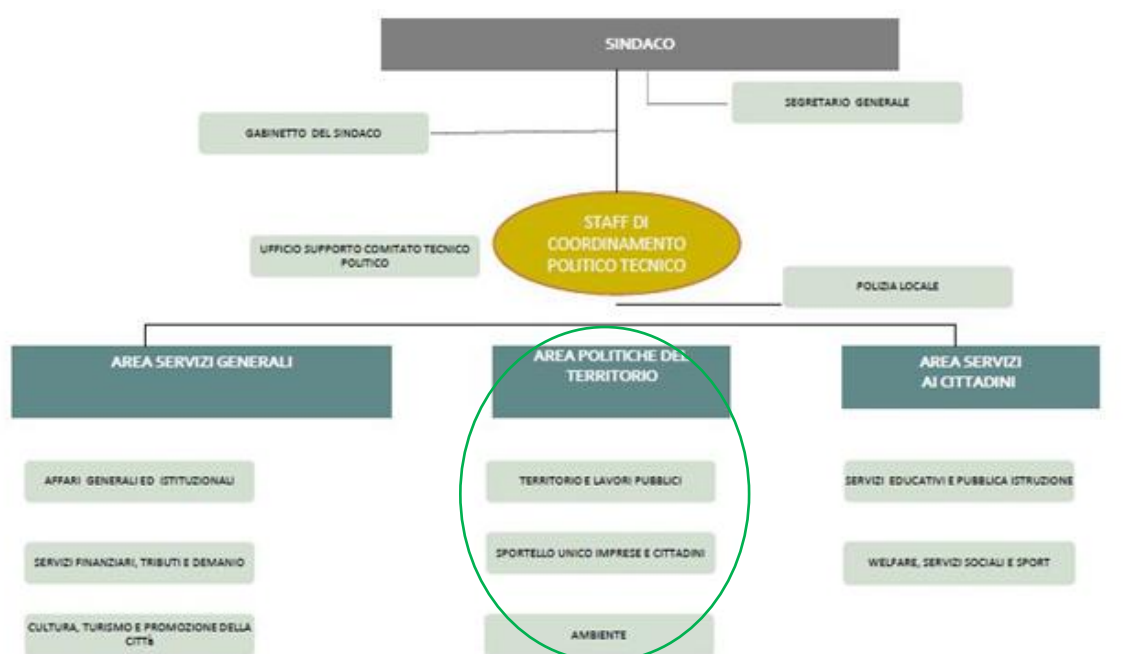 SINDACO
SEGRETARIO GENERALE
GABINETTO DEL SINDACO
STAFF DI
COORDINAMENTO
POLITICO TECNICO
UFFICIO SUPPORTO COMITATO TECNICO
POLITICO
POLIZIA LOCALE
AREA SERVIZI GENERALI
AREA POLITICHE DEL
TERRITORIO
AREA SERVIZI
AI CITTADINI
AFFARI GENERALI ED ISTITUZIONALI
TERRITORIO E LAVORI PUBBLICI
SERVIZI EDUCATIVI E PUBBLICA ISTRUZIONE
SERVIZI FINANZIARI, TRIBUTI E DEMANIO
SPORTELLO UNICO IMPRESE E CITTADINI
WELFARE, SERVIZI SOCIALI E SPORT
CULTURA, TURISMO E PROMOZIONE DELLA
CITTà
AMBIENTE